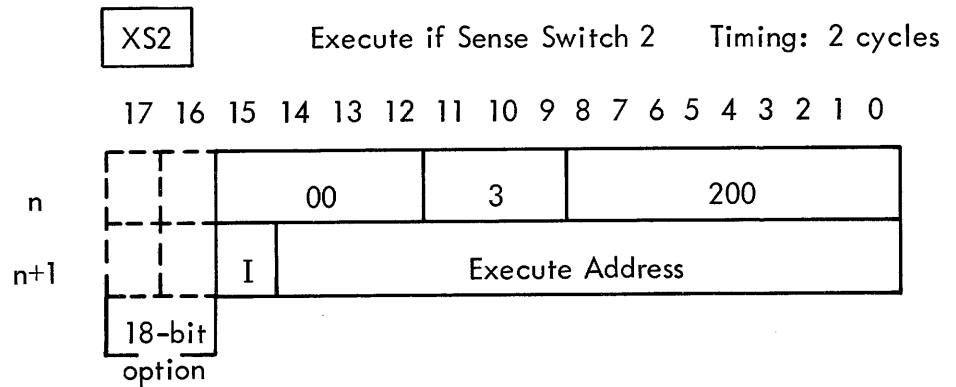 XS2 Execute if Sense Switch 2 Timing: 2 cycles
17 16 15 14 13 12 11 10 9 8 7 6 5 4 3 2 1 0
n 00 3 200
n+1 I Execute Address
18-bit
option